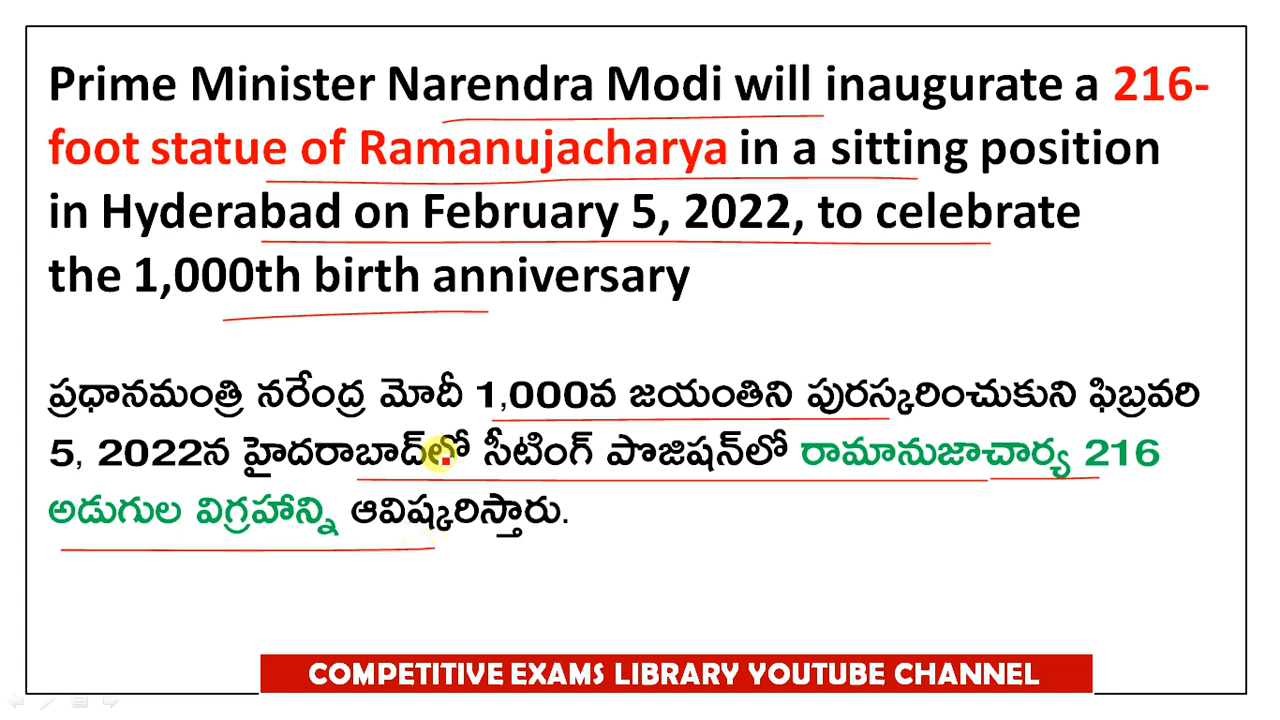 Prime Minister Narendra Modi will inaugurate a 216-
foot statue of Ramanujacharya in a sitting position
in Hyderabad on February 5, 2022, to celebrate
the 1,000th birth anniversary
ప్రధానమంత్రి నరేంద్ర మోదీ 1,000వ జయంతిని పురస్కరించుకుని ఫిబ్రవరి
5, 2022న హైదరాబాద్‌లో సీటింగ్ పొజిషన్‌లో రామానుజాచార్య 216
అడుగుల విగ్రహాన్ని ఆవిష్కరిస్తారు.
COMPETITIVE EXAMS LIBRARY YOUTUBE CHANNEL